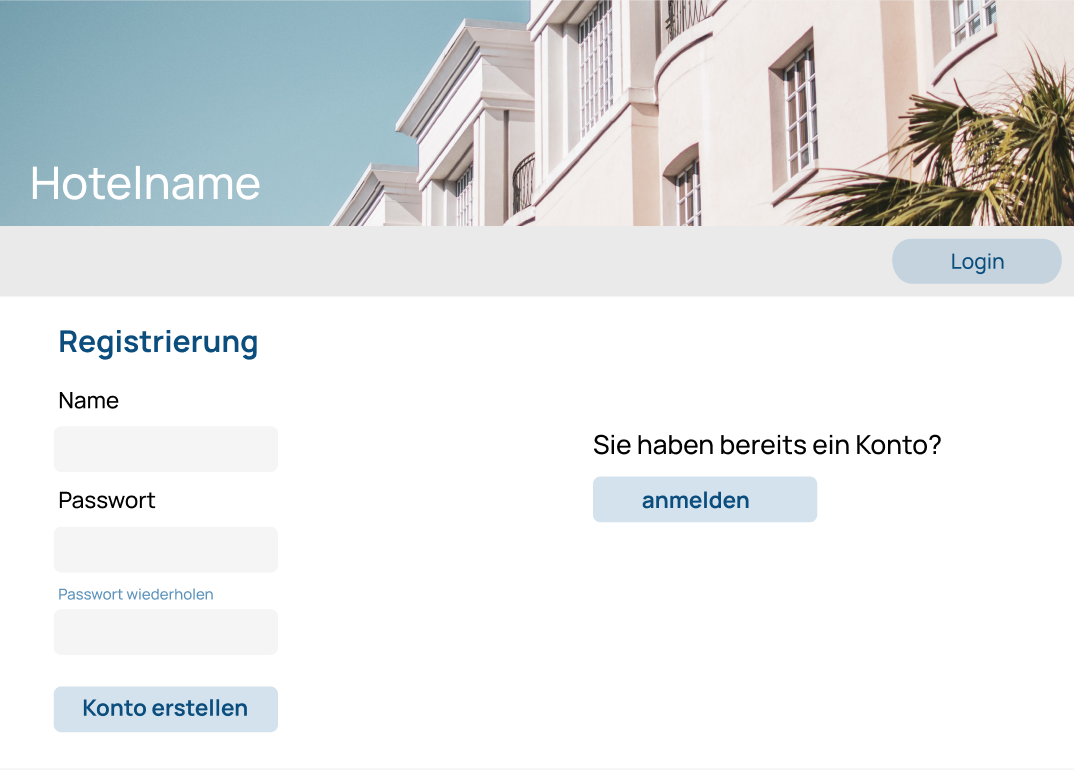 Hotelname
Login
Registrierung
Name
Passwort
Passwort wiederholen
Konto erstellen
Sie haben bereits ein Konto?
anmelden